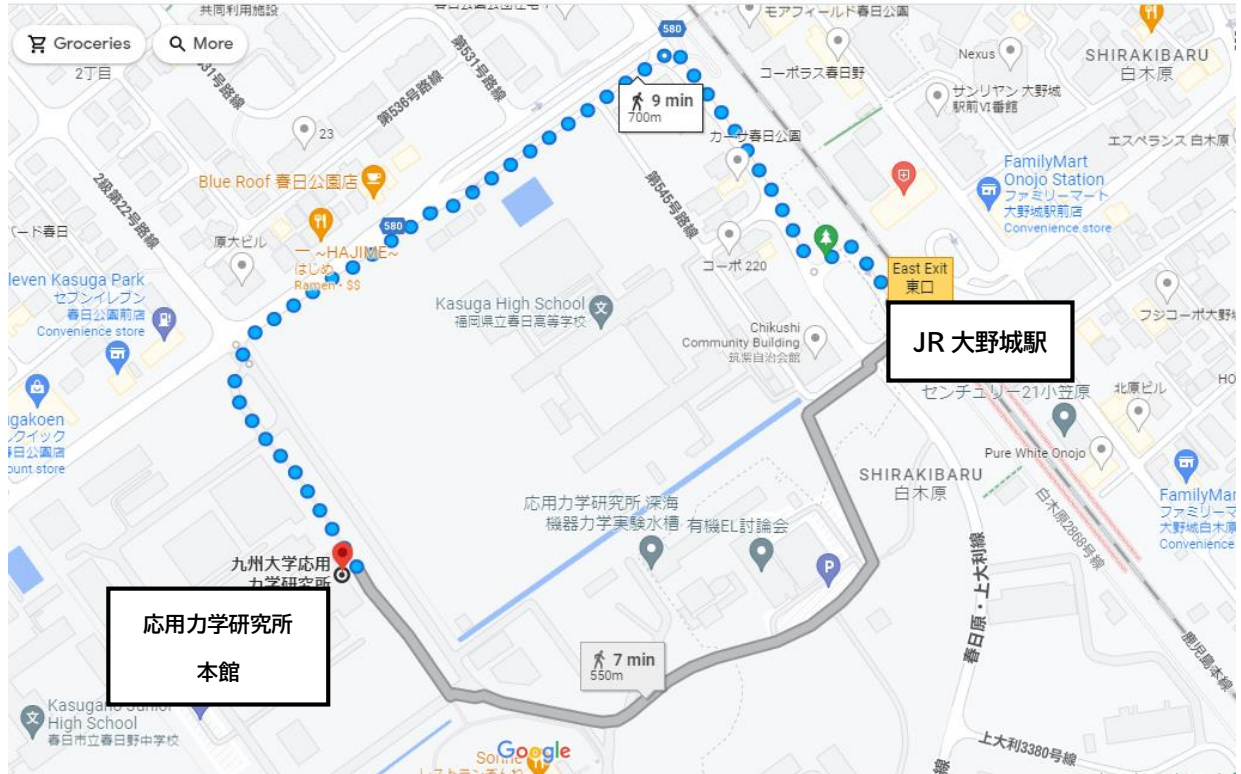 共同利用施設
Groceries
More
2丁目
580
モアフィールド春日公園
Nexus
SHIRAKIBARU
白木原
コーポラス春日野
サンリヤン 大野城
駅前Ⅵ番館
第531号路線
第536号路線
9 min
700m
23
カーサ春日公園
エスペランス 白木原
FamilyMart
Onojo Station
ファミリーマート
大野城駅前店
Convenience store
Blue Roof 春日公園店
2級第22号路線
第545号路線
580
原大ビル
一 ~HAJIME~
はじめ
Ramen・$$
コーポ 220
East Exit
東口
Kasuga Park
セブンイレブン
春日公園前店
Convenience store
Kasuga High School
福岡県立春日高等学校
Chikushi
Community Building
筑紫自治会館
JR 大野城駅
フジコーポ大野城
センチュリー21小笠原
北原ビル
Pure White Onojo
SHIRAKIBARU
白木原
白木原2868号線
応用力学研究所 深海
機器力学実験水槽
有機EL討論会
P
ファミリーマ
大野城白木原
Convenience
九州大学応用
力学研究所
応用力学研究所
本館
7 min
550m
春日原・上大利線
鹿児島本線
High School
春日市立春日野中学校
Google
上大利3380号線